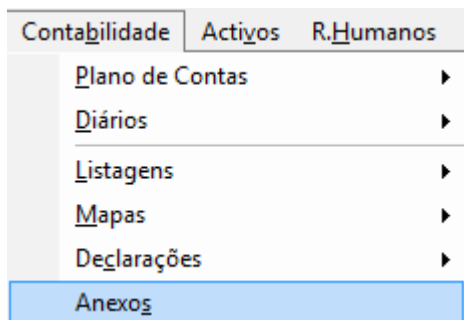 Contabilidade Activos R.Humanos
Plano de Contas
Diários
Listagens
Mapas
Declarações
Anexos